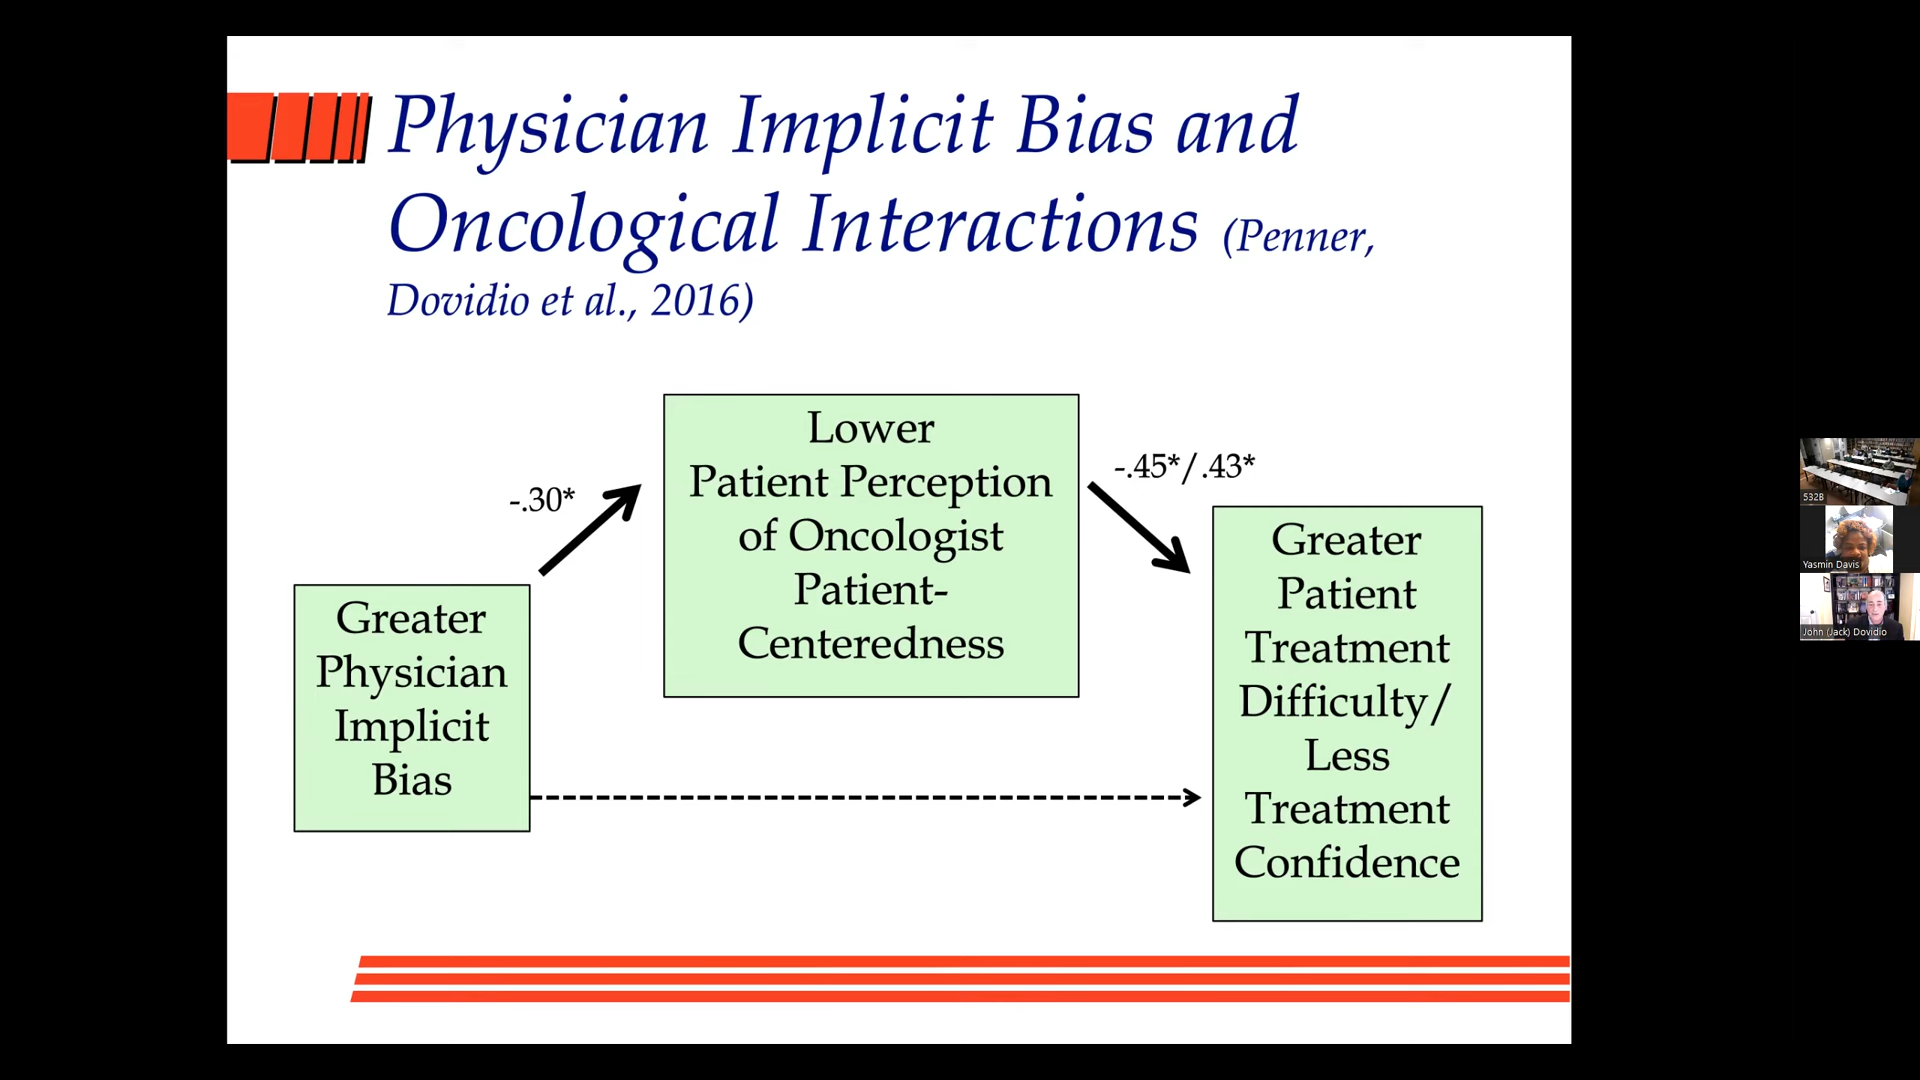 Physician Implicit Bias and
Oncological Interactions (Penner,
Dovidio et al., 2016)
Lower
Patient Perception
of Oncologist
Patient-
Centeredness
-.30*
-.45*/.43*
Greater
Physician
Implicit
Bias
Greater
Patient
Treatment
Difficulty/
Less
Treatment
Confidence
532B
Yasmin Davis
John (Jack) Dovidio